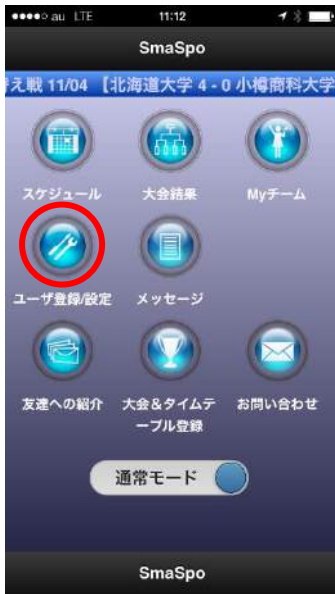 au LTE 11:12
SmaSpo
え戦 11/04 【北海道大学 4 - 0 小樽商科大学
スケジュール 大会結果 Myチーム
ユーザ登録/設定 メッセージ
友達への紹介 大会&タイムテ お問い合わせ
ーブル登録
通常モード
SmaSpo